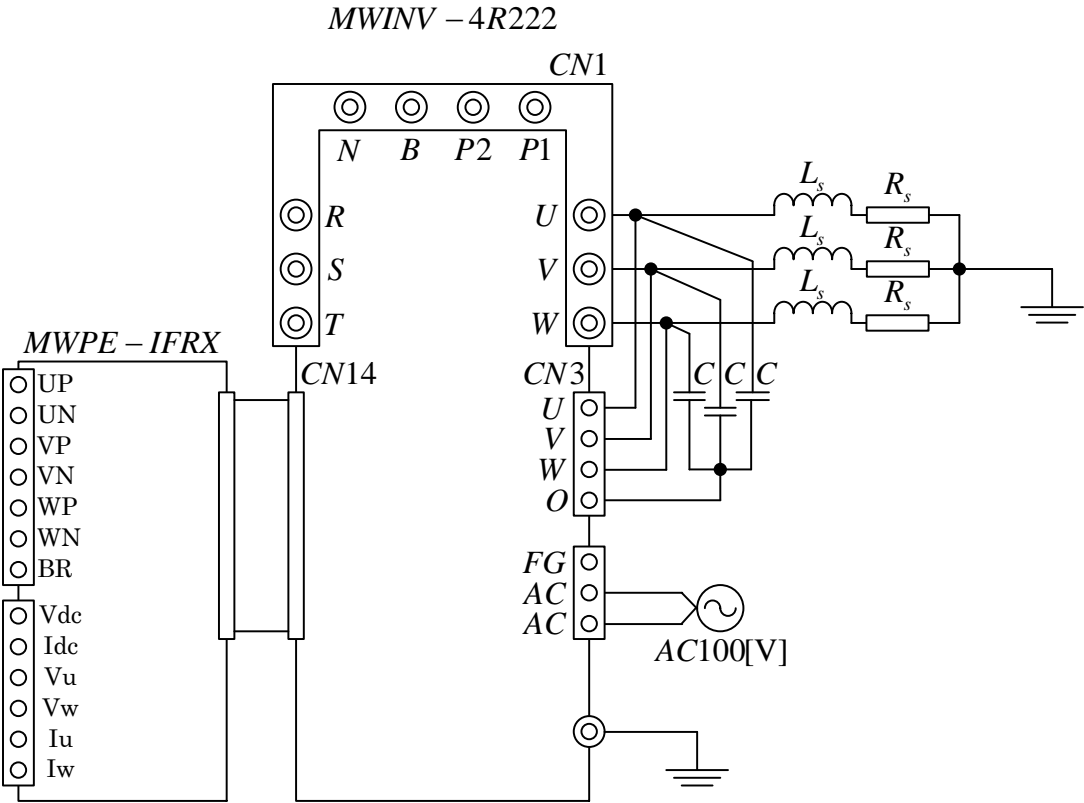 MWINV – 4R222
CN1
N B P2 P1
R
S
T
U
V
W
L_s R_s
L_s R_s
L_s R_s
MWPE – IFRX
CN14
CN3
C C C
U
V
W
O
UP
UN
VP
VN
WP
WN
BR
FG
AC
AC
AC100[V]
Vdc
Idc
Vu
Vw
Iu
Iw